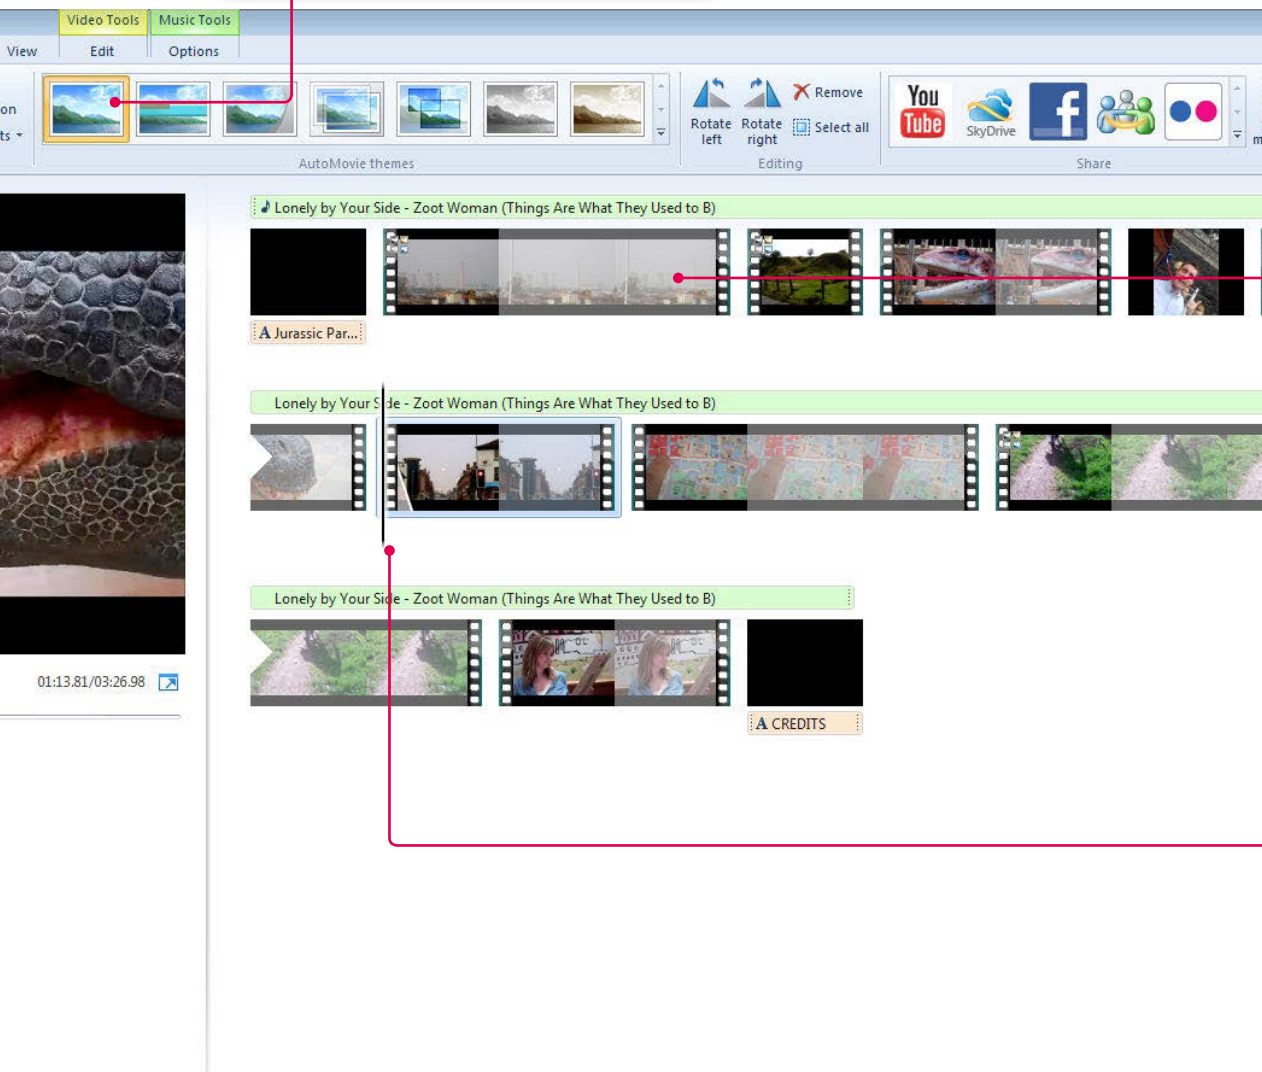 Video Tools Music Tools
View Edit Options
on
ts
Rotate left
Rotate right
Remove
Select all
You
Tube
SkyDrive
f
m
AutoMovie themes
Editing
Share
Lonely by Your Side - Zoot Woman (Things Are What They Used to B)
A Jurassic Par...
Lonely by Your Side - Zoot Woman (Things Are What They Used to B)
Lonely by Your Side - Zoot Woman (Things Are What They Used to B)
01:13.81/03:26.98
A CREDITS